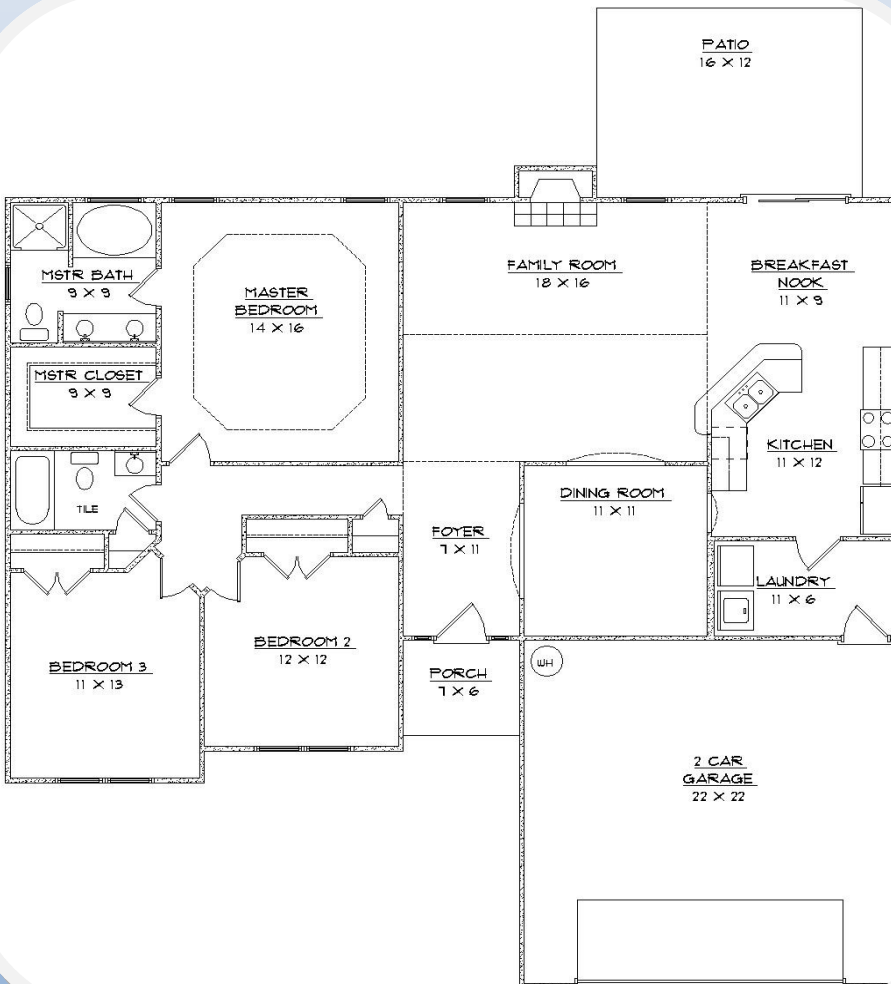 PATIO
16 X 12
MSTR BATH
9 X 9
MASTER
BEDROOM
14 X 16
FAMILY ROOM
18 X 16
BREAKFAST
NOOK
11 X 9
MSTR CLOSET
9 X 9
KITCHEN
11 X 12
TILE
FOYER
7 X 11
DINING ROOM
11 X 11
LAUNDRY
11 X 6
BEDROOM 3
11 X 13
BEDROOM 2
12 X 12
PORCH
7 X 6
WH
2 CAR
GARAGE
22 X 22